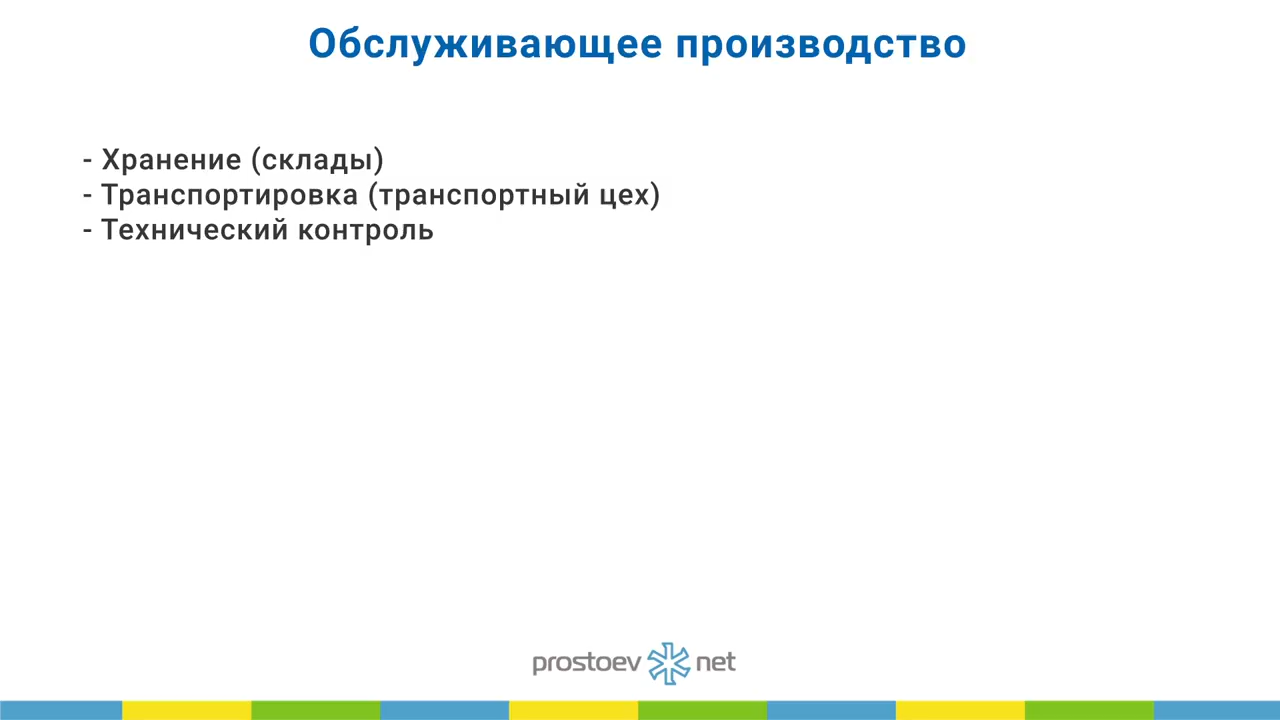 Обслуживающее производство
- Хранение (склады)
- Транспортировка (транспортный цех)
- Технический контроль
prostoev net